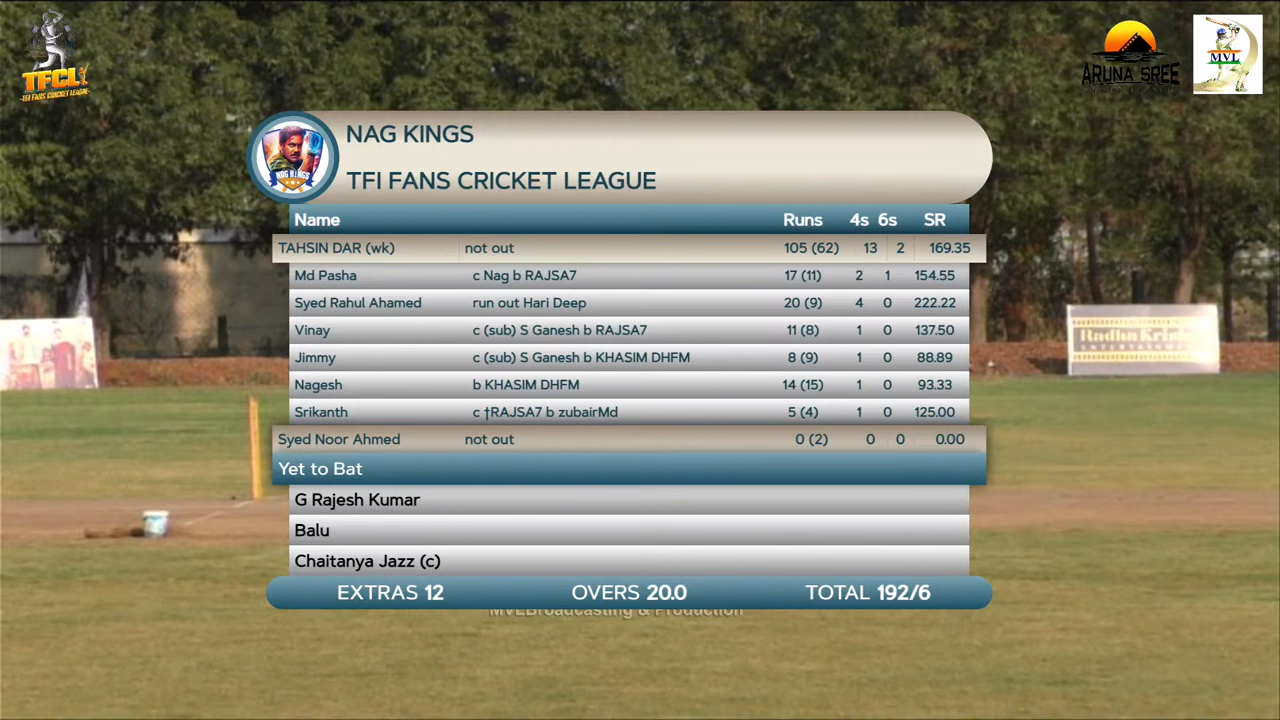 TFCL
TFI FANS CRICKET LEAGUE
ARUNA SREE
MVL
NAG KINGS
NAG KINGS
TFI FANS CRICKET LEAGUE
Name Runs 4s 6s SR
TAHSIN DAR (wk) not out 105 (62) 13 2 169.35
Md Pasha c Nag b RAJSA7 17 (11) 2 1 154.55
Syed Rahul Ahamed run out Hari Deep 20 (9) 4 0 222.22
Vinay c (sub) S Ganesh b RAJSA7 11 (8) 1 0 137.50
Jimmy c (sub) S Ganesh b KHASIM DHFM 8 (9) 1 0 88.89
Nagesh b KHASIM DHFM 14 (15) 1 0 93.33
Srikanth c †RAJSA7 b zubairMd 5 (4) 1 0 125.00
Syed Noor Ahmed not out 0 (2) 0 0 0.00
Yet to Bat
G Rajesh Kumar
Balu
Chaitanya Jazz (c)
EXTRAS 12 OVERS 20.0 TOTAL 192/6
MVLBroadcasting & Production
Radha Krish